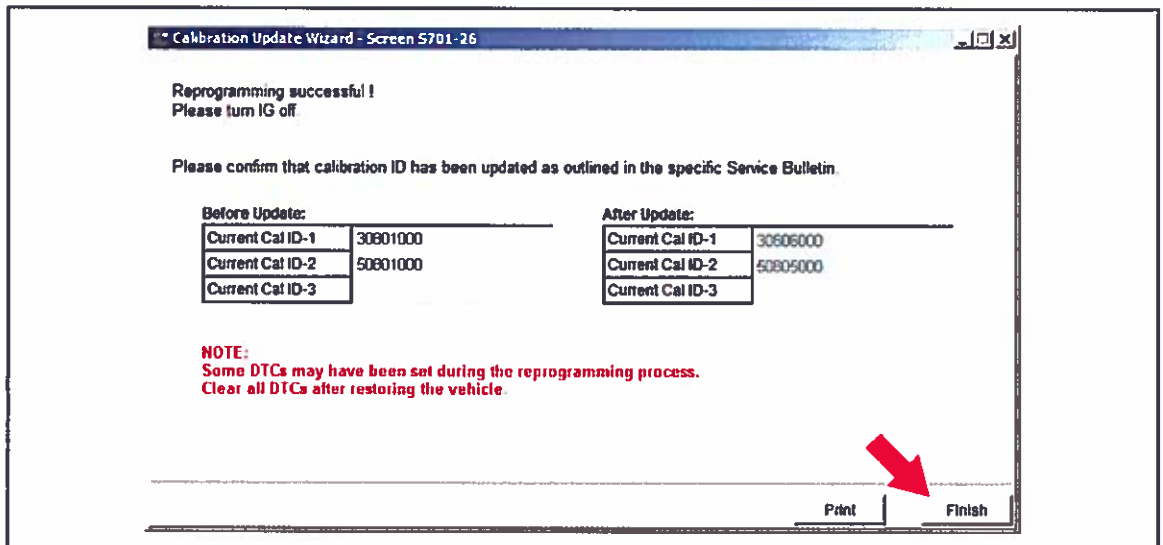 Calibration Update Wizard - Screen S701-26
Reprogramming successful !
Please turn IG off.
Please confirm that calibration ID has been updated as outlined in the specific Service Bulletin.
Before Update:
Current Cal ID-1 30801000
Current Cal ID-2 50801000
Current Cal ID-3
After Update:
Current Cal ID-1
Current Cal ID-2 50805000
Current Cal ID-3
NOTE:
Some DTCs may have been set during the reprogramming process.
Clear all DTCs after restoring the vehicle.
Print
Finish